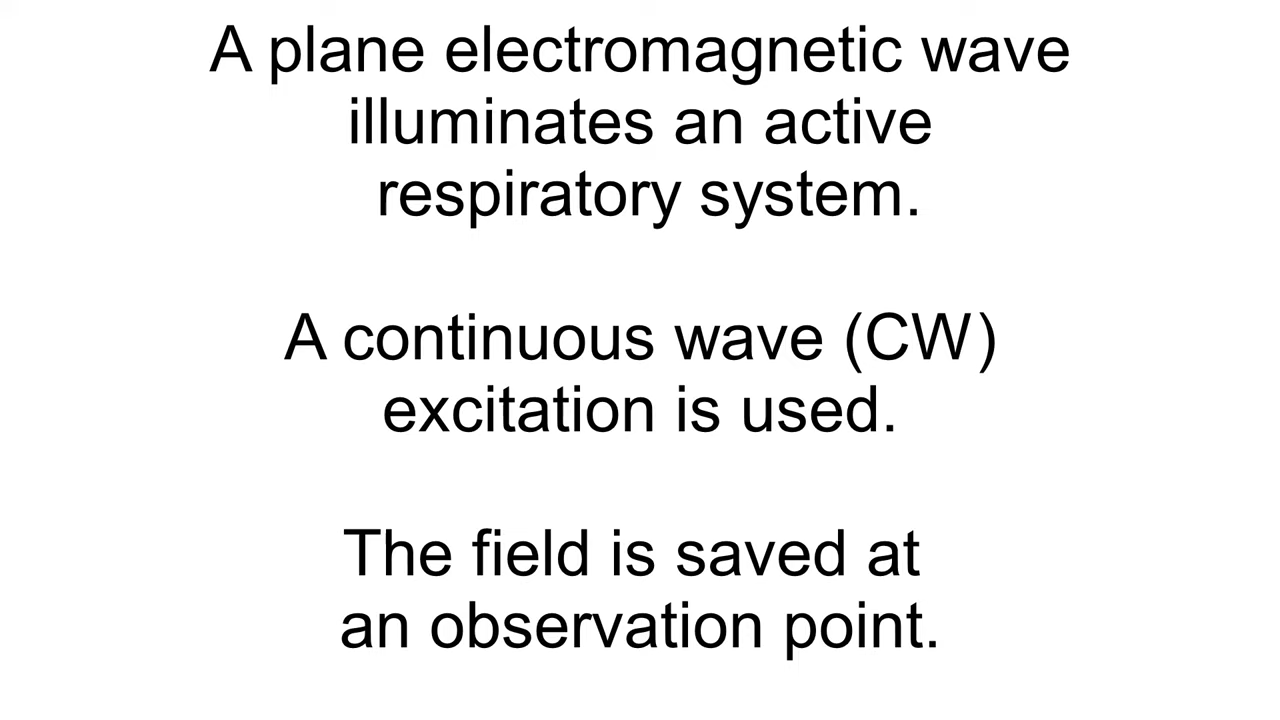 A plane electromagnetic wave
illuminates an active
respiratory system.
A continuous wave (CW)
excitation is used.
The field is saved at
an observation point.